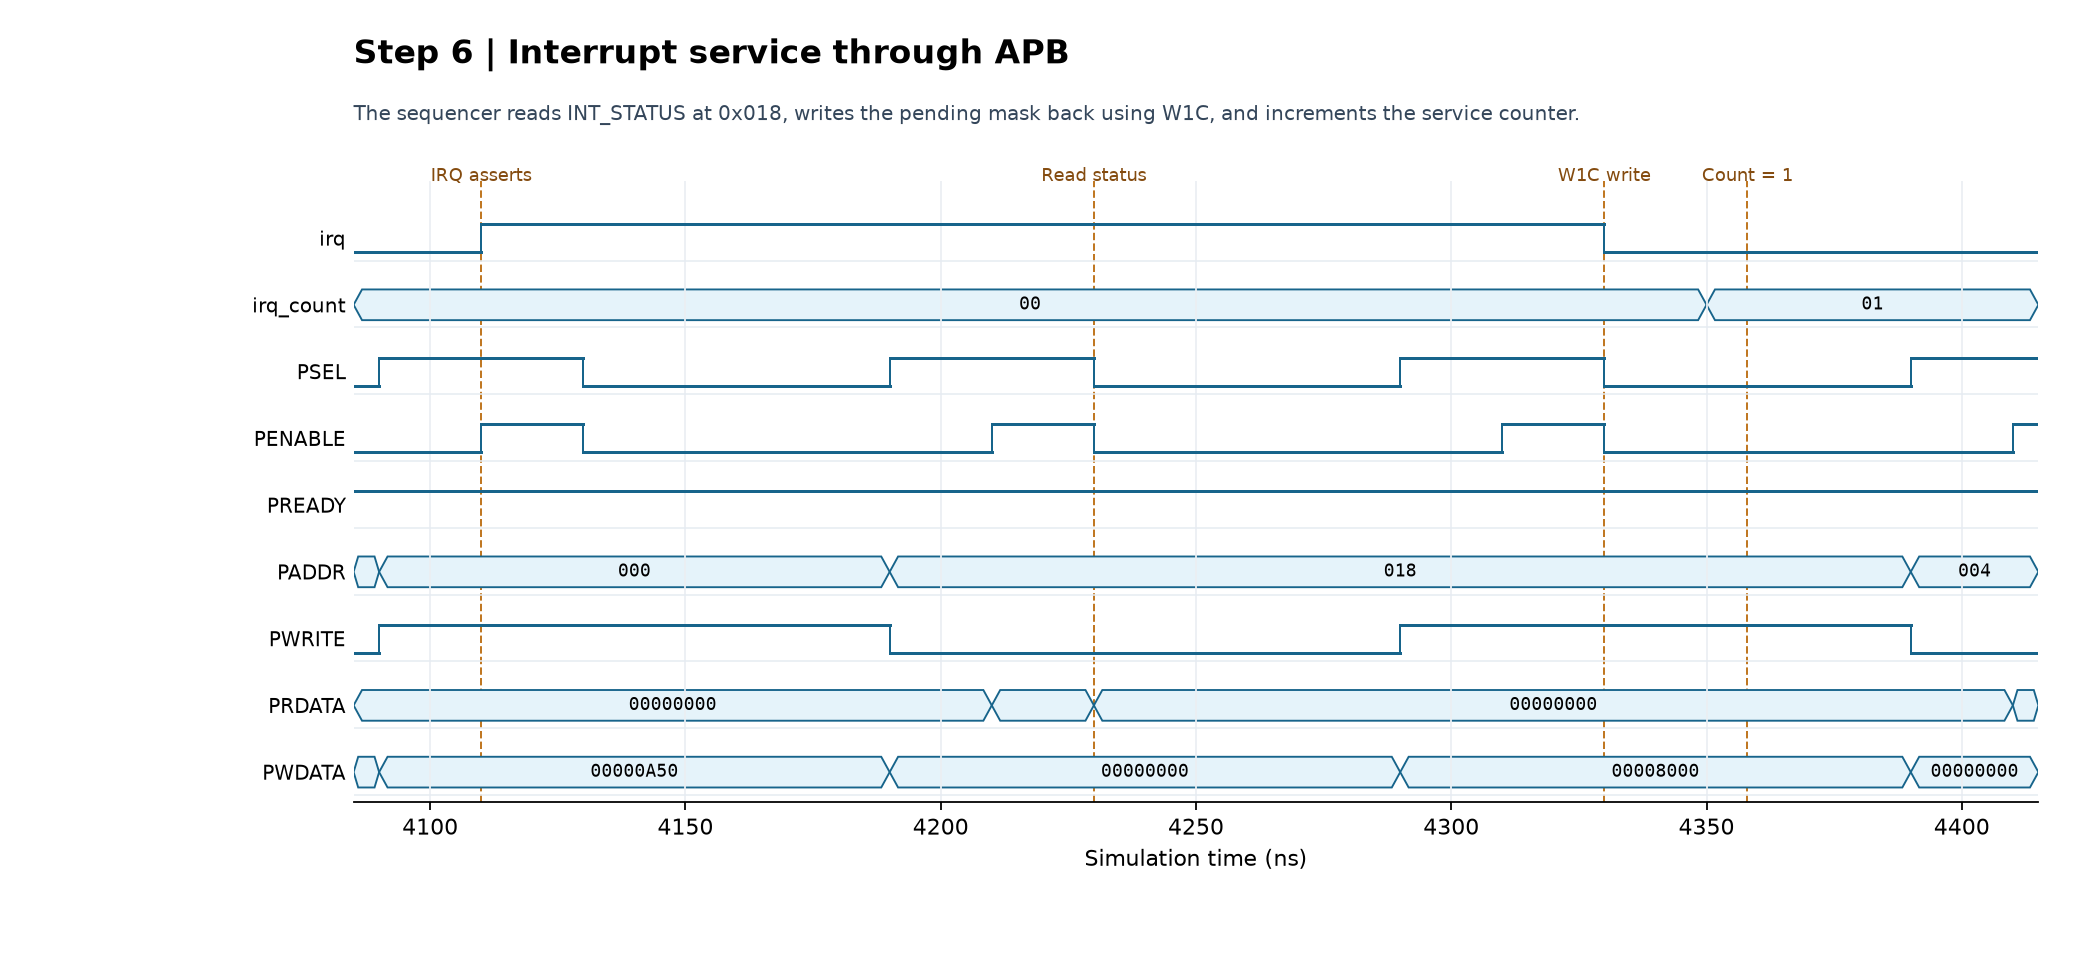 Step 6 | Interrupt service through APB
The sequencer reads INT_STATUS at 0x018, writes the pending mask back using W1C, and increments the service counter.
IRQ asserts Read status W1C write Count = 1
irq
irq_count 00 01
PSEL
PENABLE
PREADY
PADDR 000 018 004
PWRITE
PRDATA 00000000 00000000
PWDATA 00000A50 00000000 00008000 00000000
4100 4150 4200 4250 4300 4350 4400
Simulation time (ns)